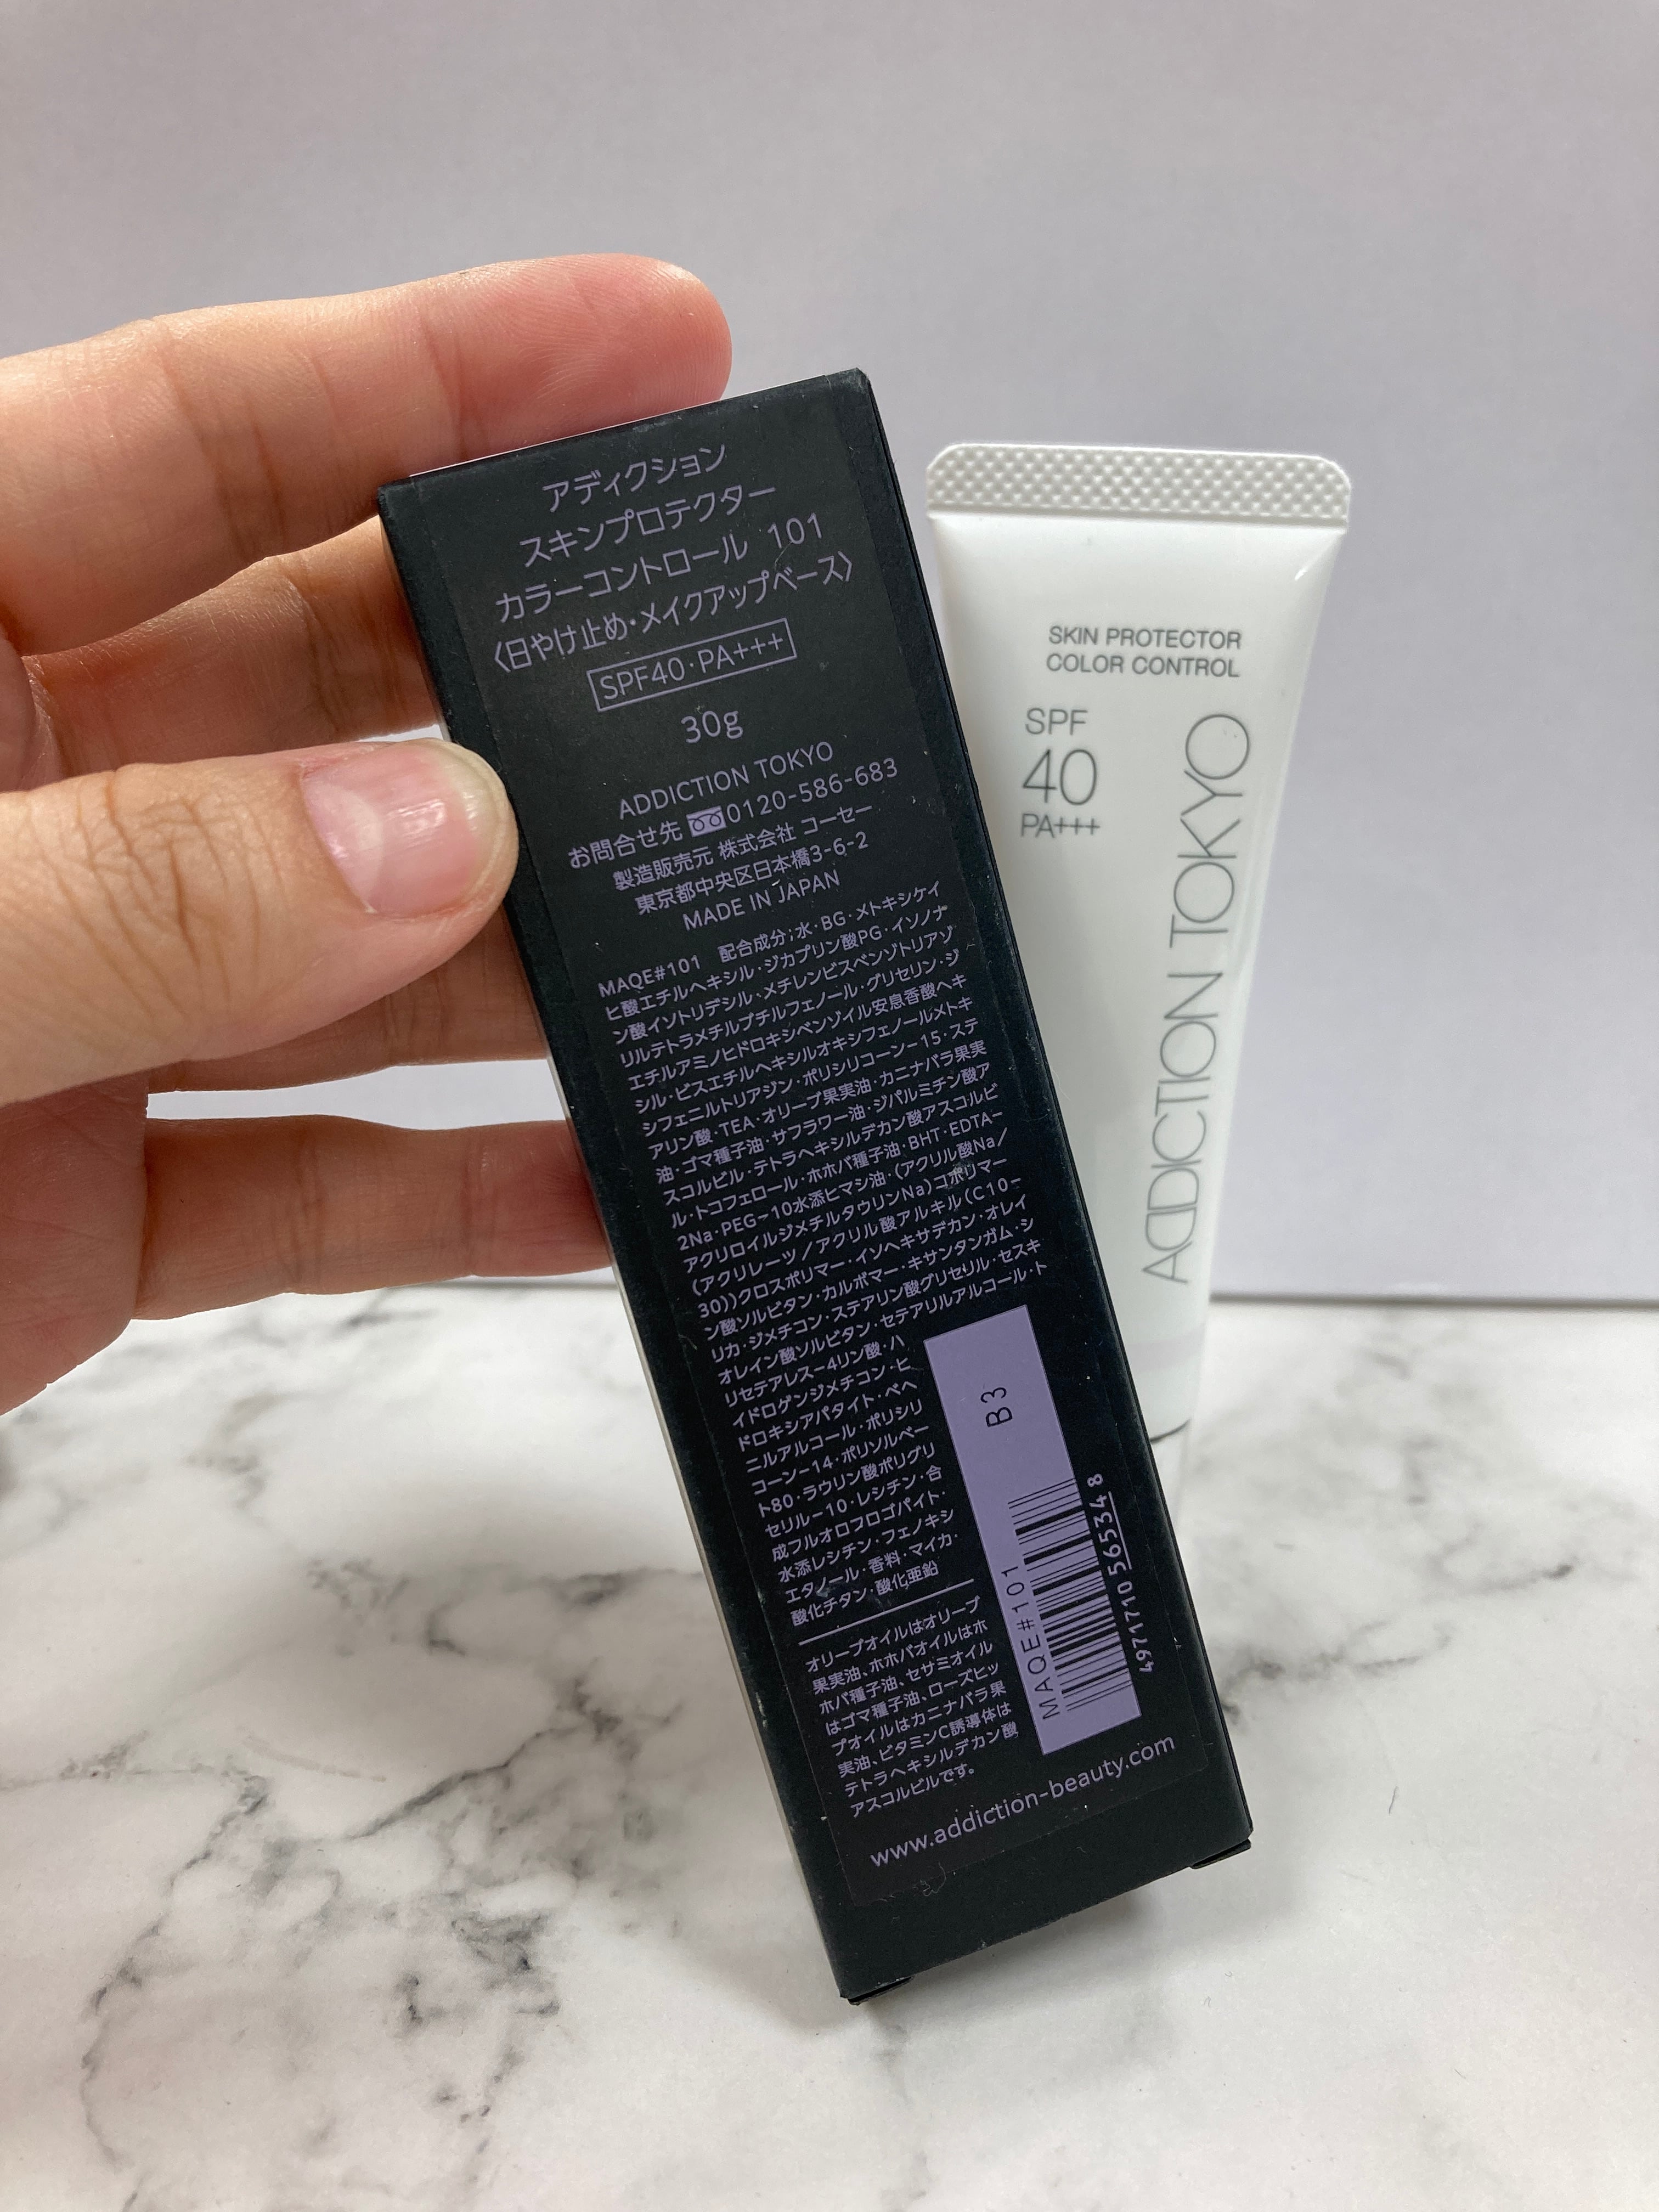 アディクション
スキンプロテクター
カラーコントロール 101
〈日やけ止め・メイクアップベース〉
SPF40・PA+++
30g
ADDICTION TOKYO
お問合せ先 0120-586-683
製造販売元 株式会社 コーセー
東京都中央区日本橋3-6-2
MADE IN JAPAN
MAQE#101 配合成分;水・BG・メトキシケイ
ヒ酸エチルヘキシル・ジカプリン酸PG・イソノナ
ン酸イソトリデシル・メチレンビスベンゾトリアゾ
リルテトラメチルブチルフェノール・グリセリン・ジ
エチルアミノヒドロキシベンゾイル安息香酸ヘキ
シル・ビスエチルヘキシルオキシフェノールメトキ
シフェニルトリアジン・ポリシリコーン-15・ステ
アリン酸・TEA・オリーブ果実油・カニナバラ果実
油・ゴマ種子油・サフラワー油・ジパルミチン酸ア
スコルビル・テトラヘキシルデカン酸アスコルビ
ル・トコフェロール・ホホバ種子油・BHT・EDTA-
2Na・PEG-10水添ヒマシ油・(アクリル酸Na/
アクリロイルジメチルタウリンNa)コポリマー・
(アクリレーツ/アクリル酸アルキル(C10-
30))クロスポリマー・イソヘキサデカン・オレイ
ン酸ソルビタン・カルボマー・キサンタンガム・シ
リカ・ジメチコン・ステアリン酸グリセリル・セスキ
オレイン酸ソルビタン・セテアリルアルコール・ト
リセテアレス-4リン酸・ハ
イドロゲンジメチコン・ヒ
ドロキシアパタイト・ベヘ
ニルアルコール・ポリシリ
コーン-14・ポリソルベー
ト80・ラウリン酸ポリグリ
セリル-10・レシチン・合
成フルオロフロゴパイト・
水添レシチン・フェノキシ
エタノール・香料・マイカ・
酸化チタン・酸化亜鉛
オリーブオイルはオリーブ
果実油、ホホバオイルはホ
ホバ種子油、セサミオイル
はゴマ種子油、ローズヒッ
プオイルはカニナバラ果
実油、ビタミンC誘導体は
テトラヘキシルデカン酸
アスコルビルです。
B3
MAQE#101
4971710 565348
www.addiction-beauty.com
SKIN PROTECTOR
COLOR CONTROL
SPF
40
PA+++
ADDICTION TOKYO